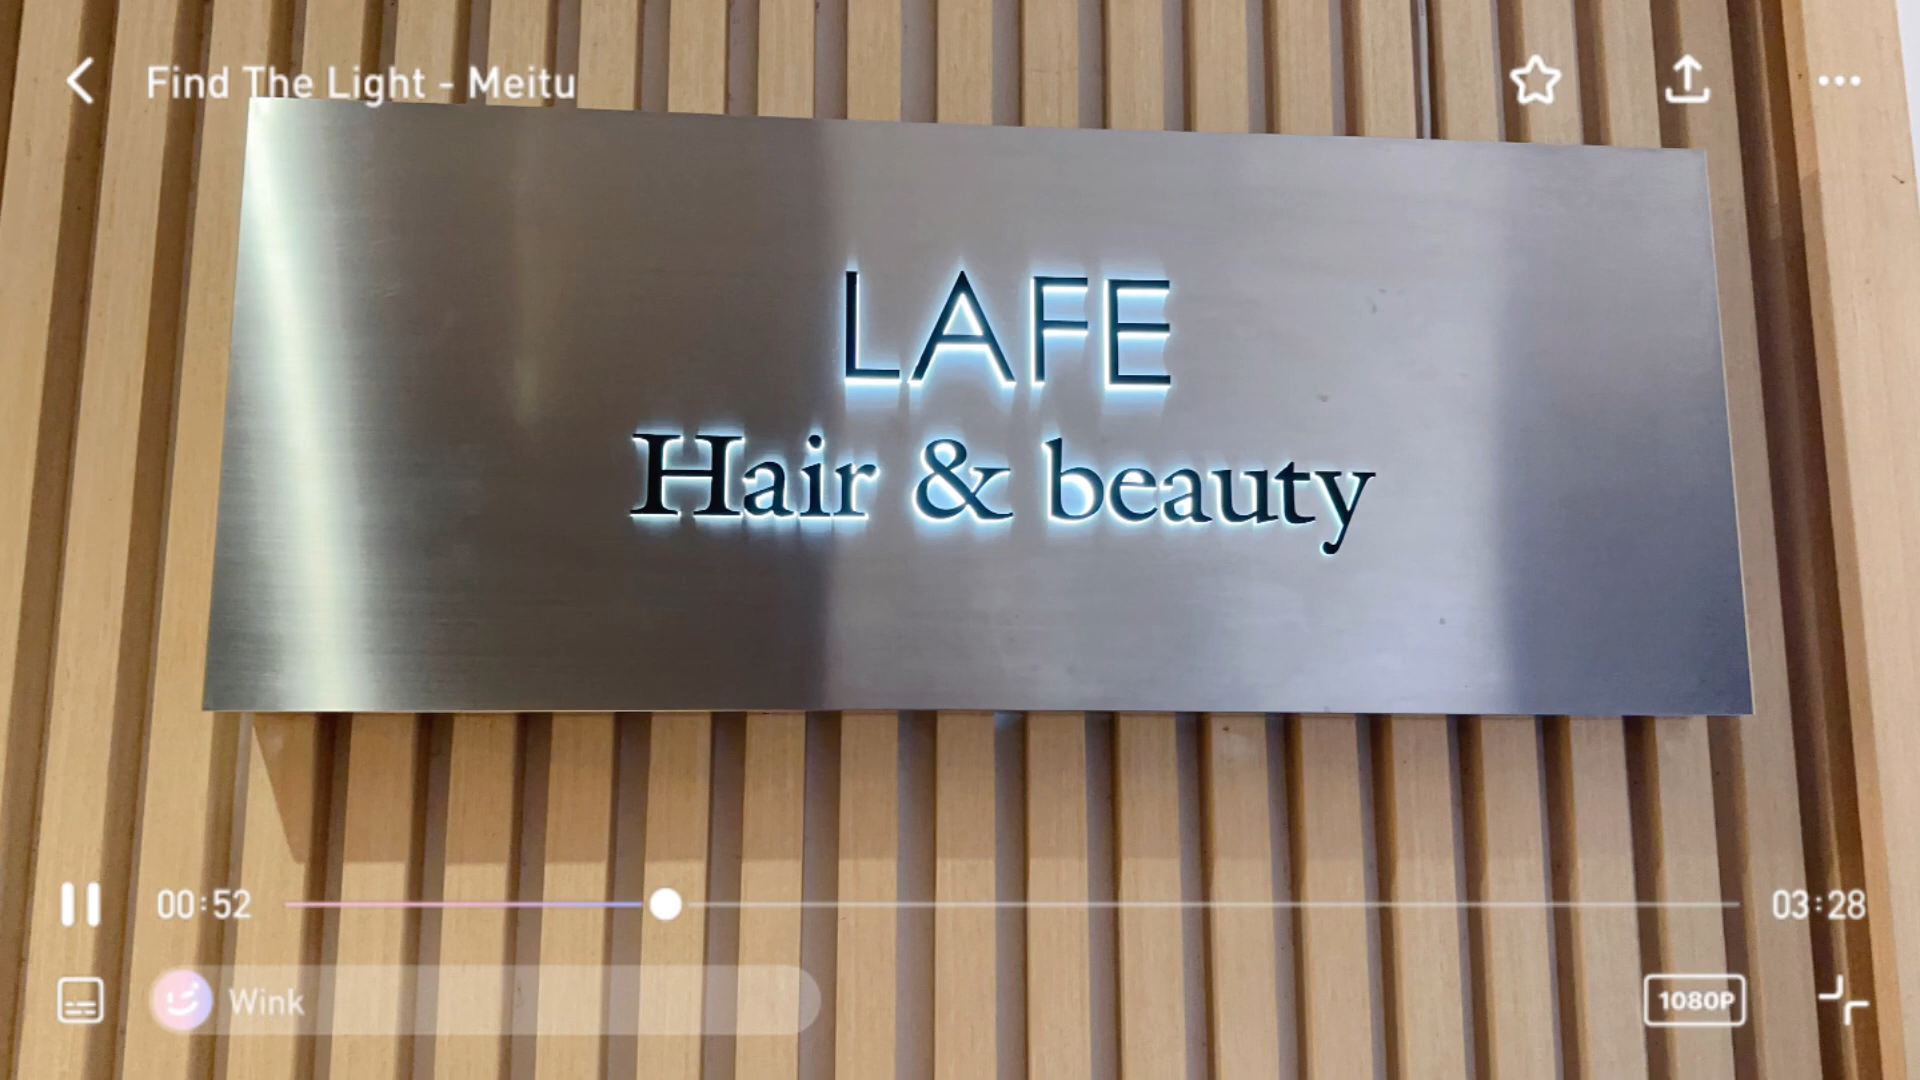 Find The Light - Meitu
LAFE
Hair & beauty
00:52
03:28
Wink
1080P